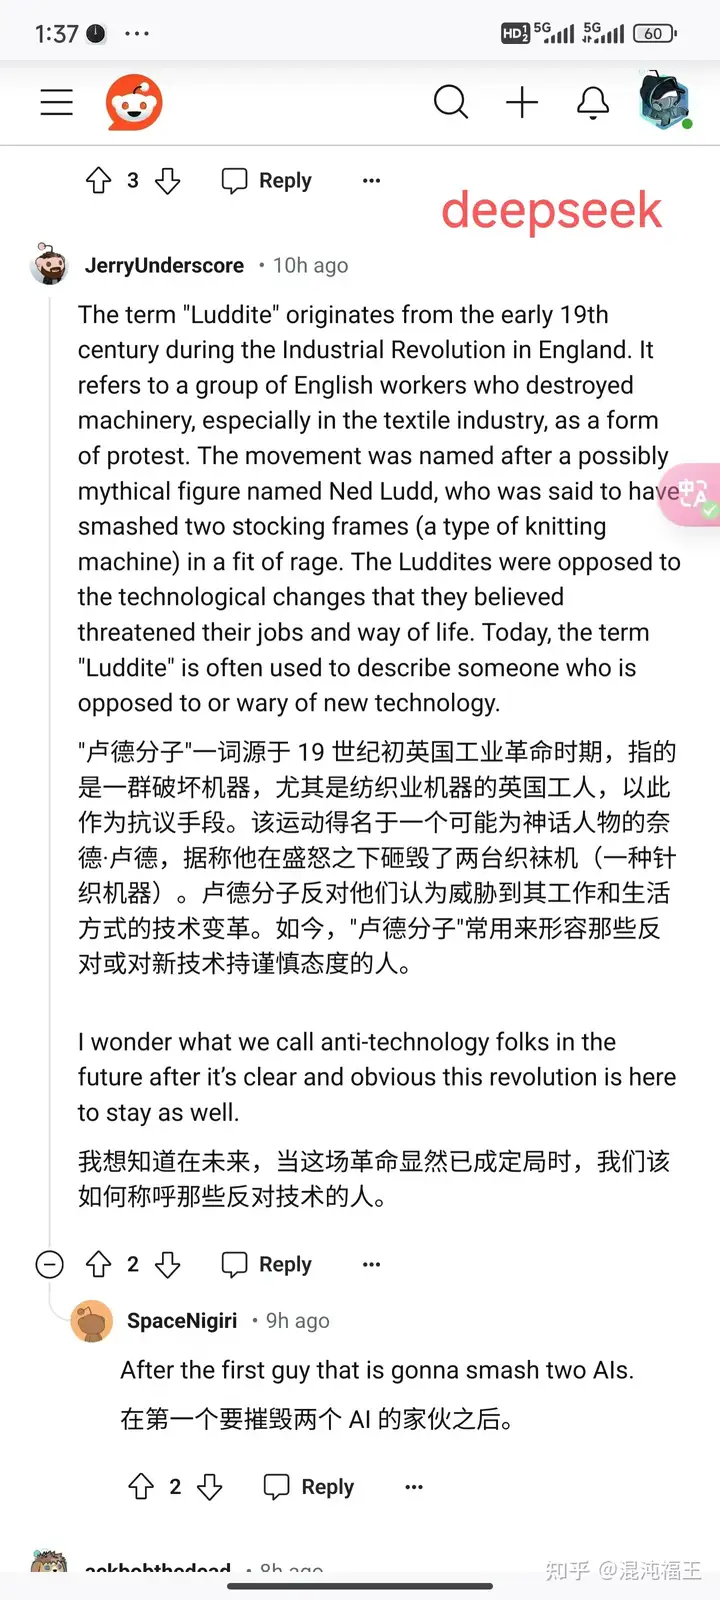 1:37
HD 1 2 5G 5G 60
3 Reply
deepseek
JerryUnderscore • 10h ago
The term "Luddite" originates from the early 19th
century during the Industrial Revolution in England. It
refers to a group of English workers who destroyed
machinery, especially in the textile industry, as a form
of protest. The movement was named after a possibly
mythical figure named Ned Ludd, who was said to have
smashed two stocking frames (a type of knitting
machine) in a fit of rage. The Luddites were opposed to
the technological changes that they believed
threatened their jobs and way of life. Today, the term
"Luddite" is often used to describe someone who is
opposed to or wary of new technology.
"卢德分子"一词源于 19 世纪初英国工业革命时期，指的
是一群破坏机器，尤其是纺织业机器的英国工人，以此
作为抗议手段。该运动得名于一个可能为神话人物的奈
德·卢德，据称他在盛怒之下砸毁了两台织袜机（一种针
织机器）。卢德分子反对他们认为威胁到其工作和生活
方式的技术变革。如今，"卢德分子"常用来形容那些反
对或对新技术持谨慎态度的人。
I wonder what we call anti-technology folks in the
future after it’s clear and obvious this revolution is here
to stay as well.
我想知道在未来，当这场革命显然已成定局时，我们该
如何称呼那些反对技术的人。
2 Reply
SpaceNigiri • 9h ago
After the first guy that is gonna smash two AIs.
在第一个要摧毁两个 AI 的家伙之后。
2 Reply
ackbobthedead • 8h ago
知乎 @混沌福王